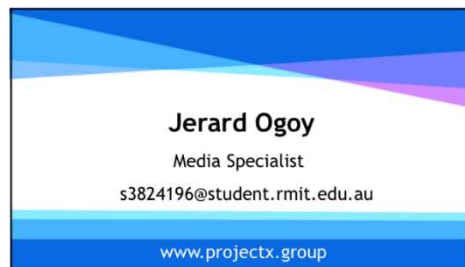 Jerard Ogoy
Media Specialist
s3824196@student.rmit.edu.au
www.projectx.group